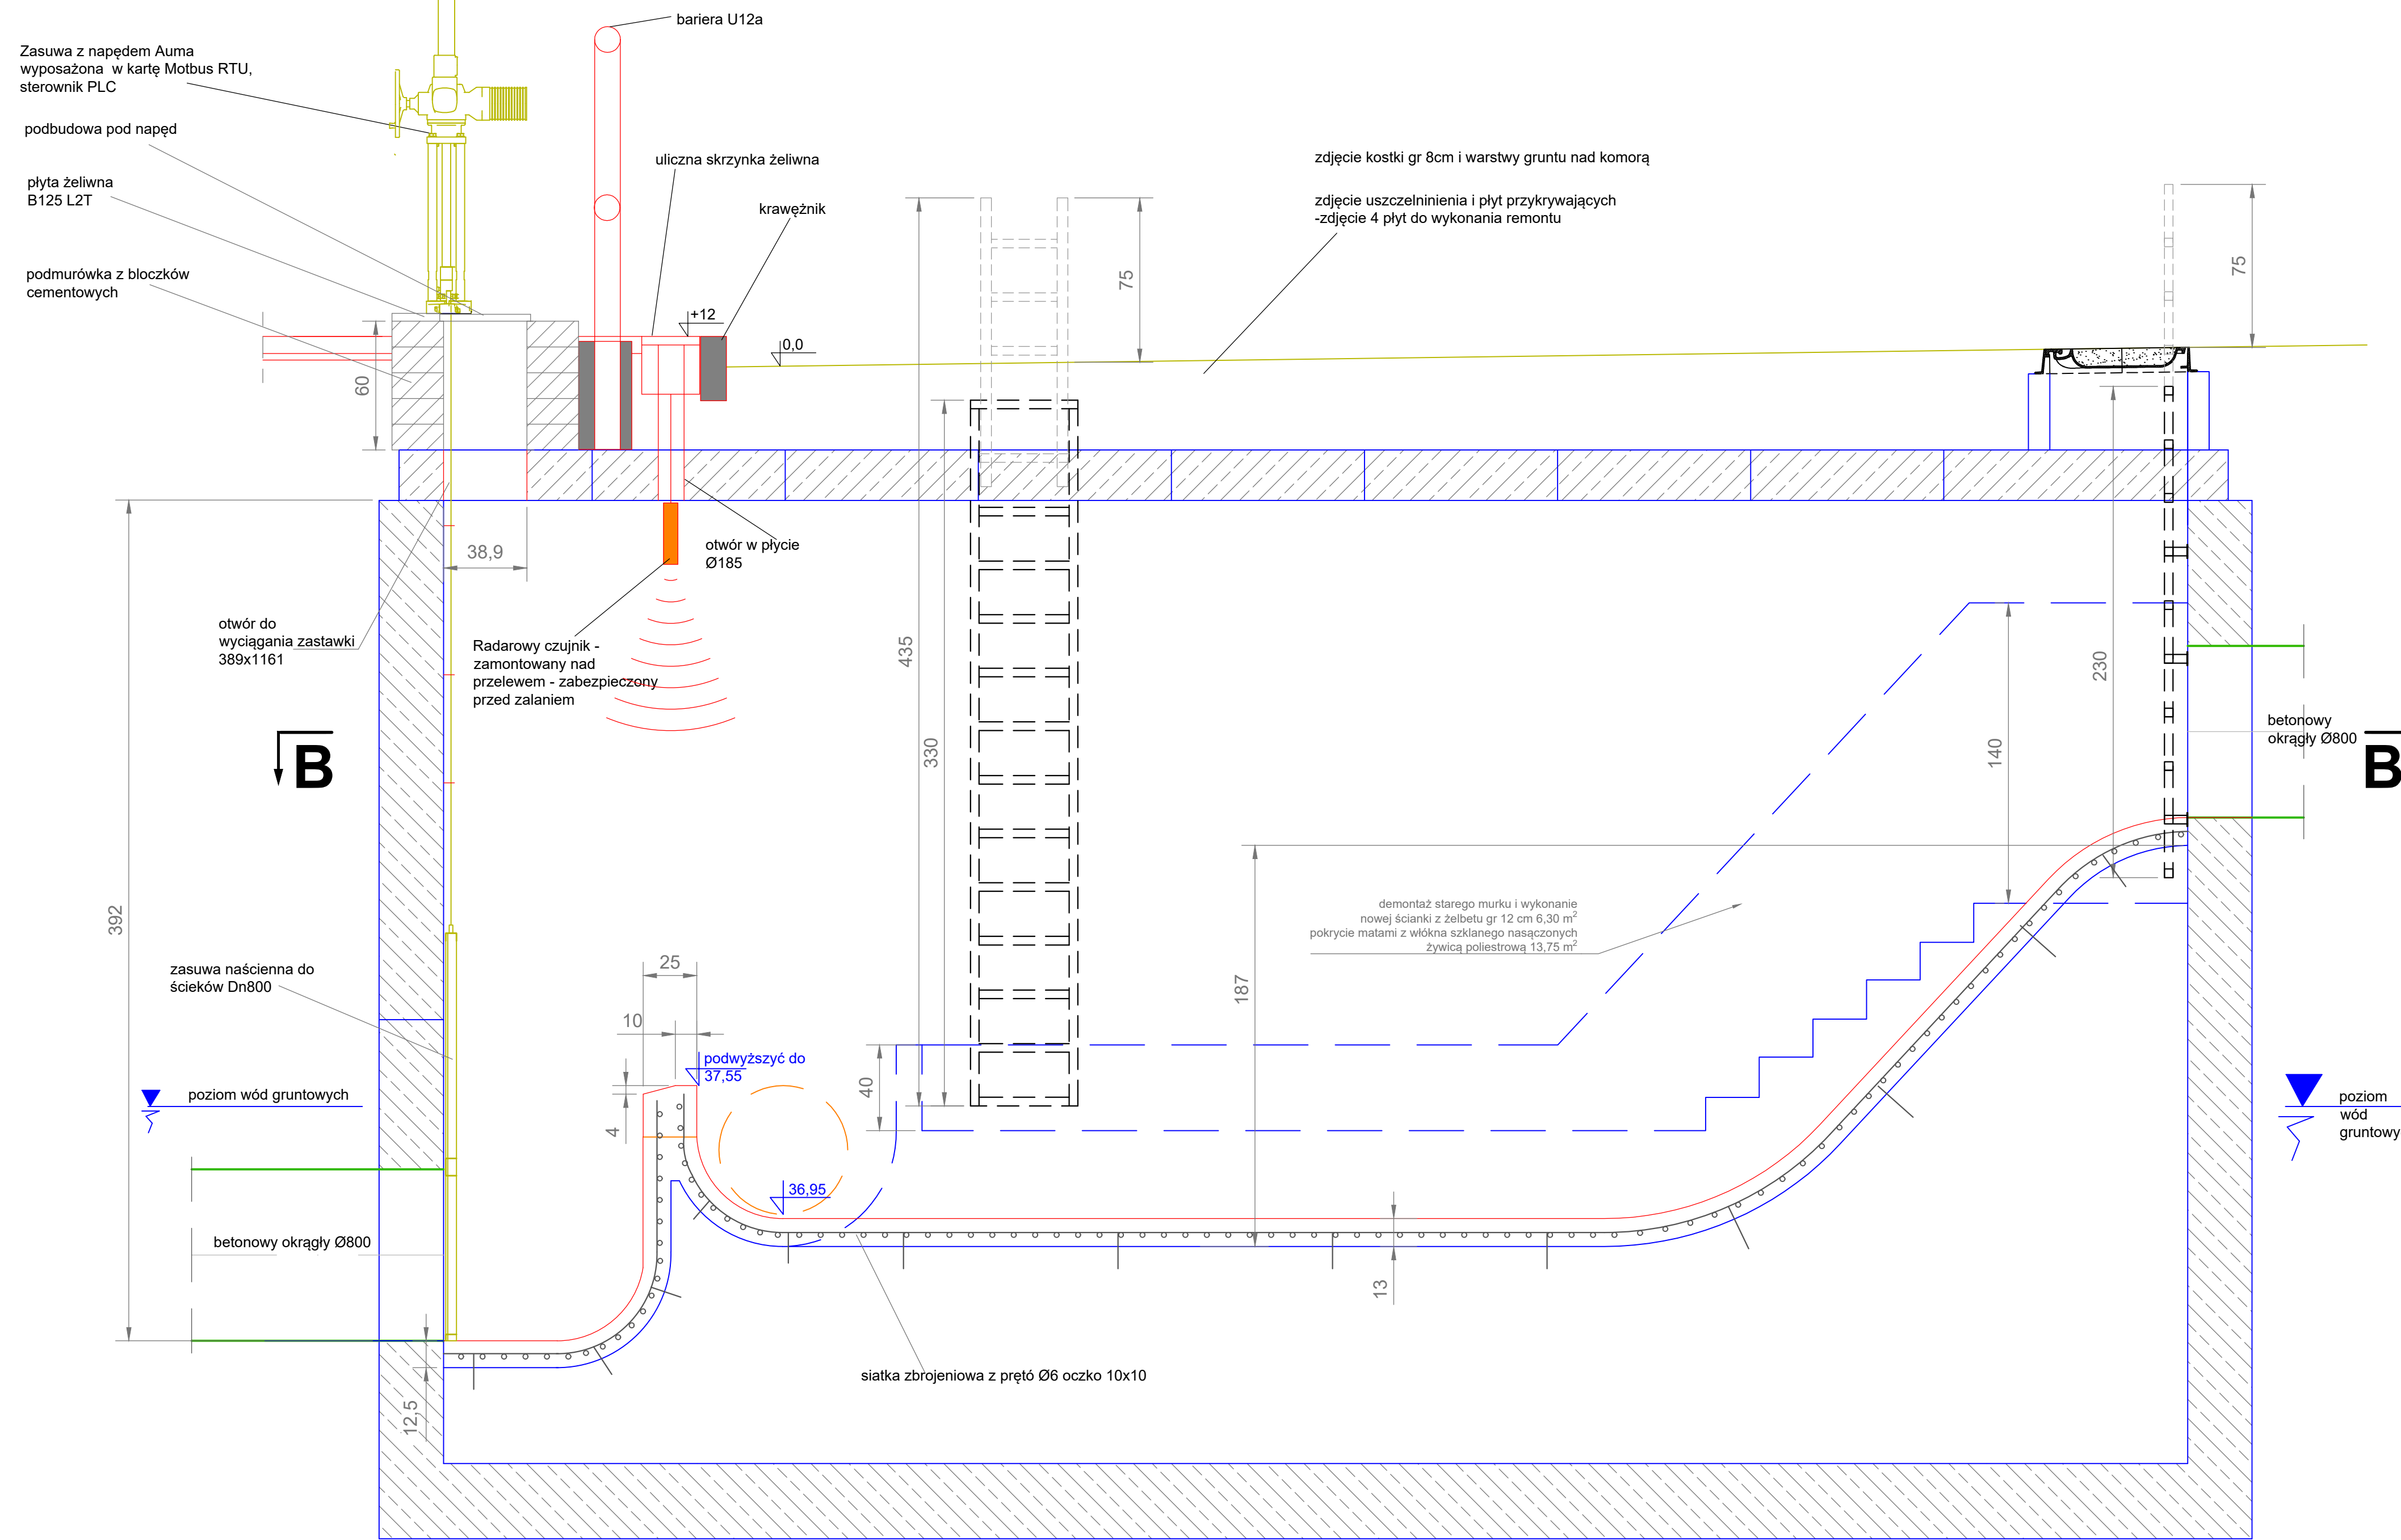 bariera U12a
Zasuwa z napędem Auma
wyposażona w kartę Motbus RTU,
sterownik PLC
podbudowa pod napęd
płyta żeliwna
B125 L2T
podmurówka z bloczków
cementowych
uliczna skrzynka żeliwna
krawężnik
zdjęcie kostki gr 8cm i warstwy gruntu nad komorą
zdjęcie uszczelninienia i płyt przykrywających
-zdjęcie 4 płyt do wykonania remontu
75
75
+12
0,0
60
38,9
otwór w płycie
Ø185
otwór do
wyciągania zastawki
389x1161
Radarowy czujnik -
zamontowany nad
przelewem - zabezpieczony
przed zalaniem
435
330
230
140
betonowy
okrągły Ø800
B
B
392
187
demontaż starego murku i wykonanie
nowej ścianki z żelbetu gr 12 cm 6,30 m²
pokrycie matami z włókna szklanego nasączonych
żywicą poliestrową 13,75 m²
zasuwa naścienna do
ścieków Dn800
25
10
podwyższyć do
37,55
40
4
poziom wód gruntowych
poziom
wód
gruntowy
36,95
betonowy okrągły Ø800
13
siatka zbrojeniowa z prętó Ø6 oczko 10x10
12,5